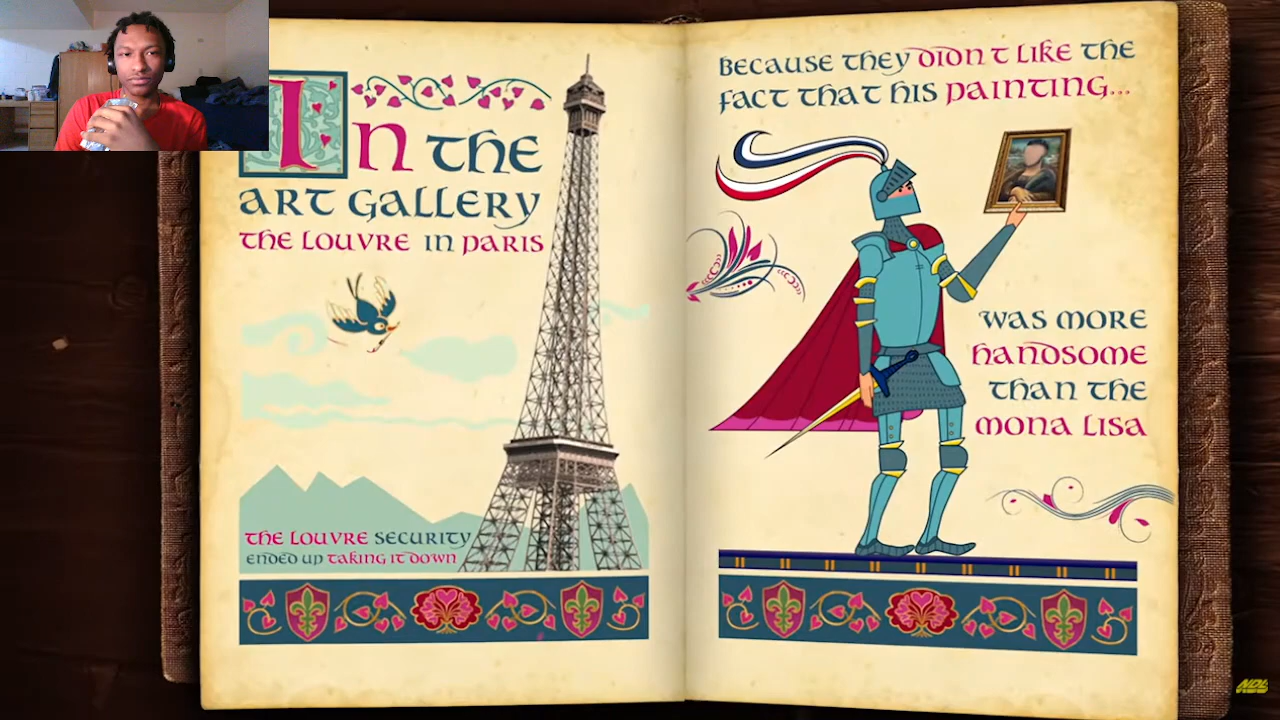 In the
art gallery
the Louvre in Paris
the Louvre security
ended up taking it down
because they didn t like the
fact that his painting...
was more
handsome
than the
Mona Lisa
NDL